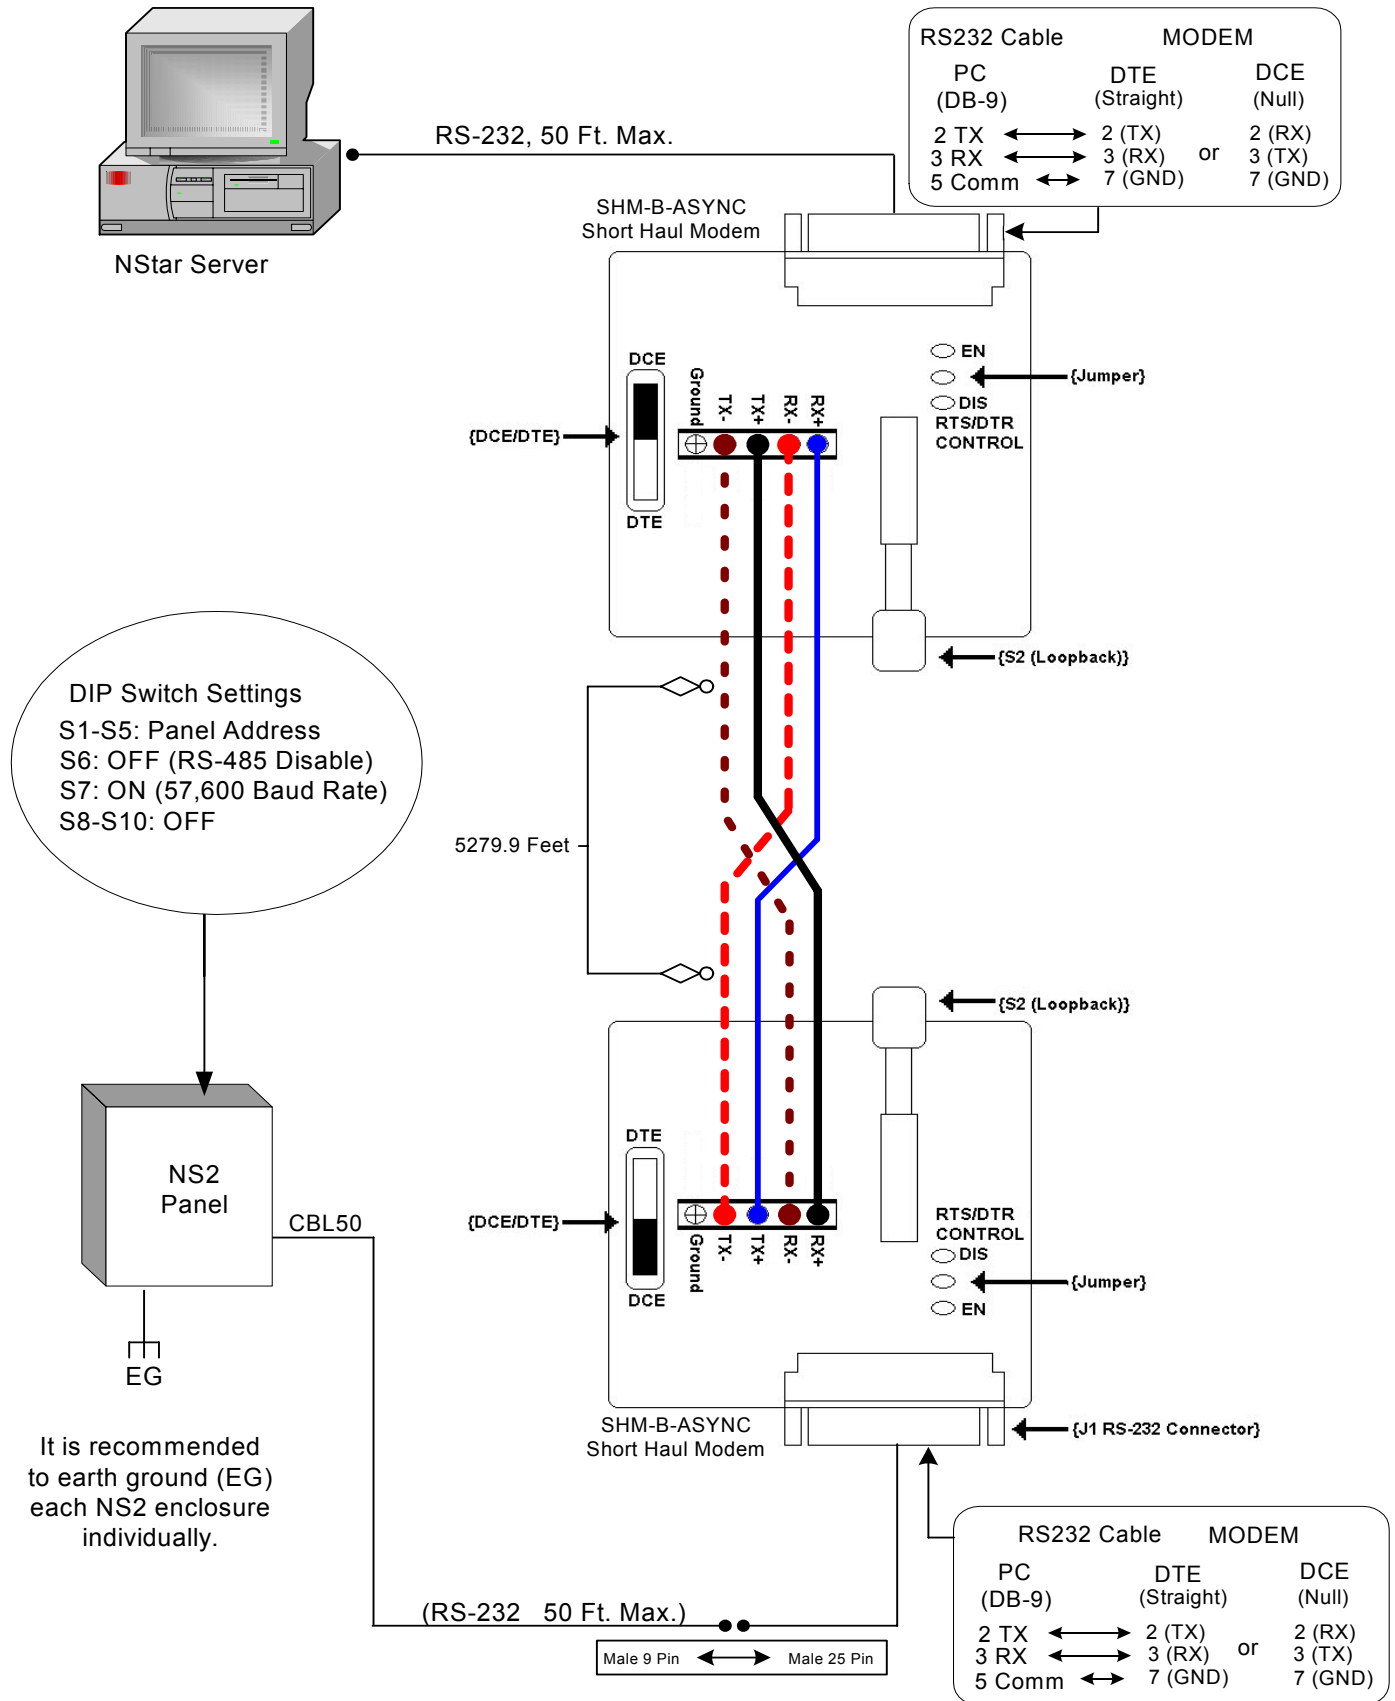 RS232 Cable MODEM
PC DTE DCE
(DB-9) (Straight) (Null)
2 TX 2 (TX) 2 (RX)
3 RX 3 (RX) or 3 (TX)
5 Comm 7 (GND) 7 (GND)
RS-232, 50 Ft. Max.
NStar Server
SHM-B-ASYNC
Short Haul Modem
DCE
{DCE/DTE}
DTE
Ground
TX-
TX+
RX-
RX+
EN
{Jumper}
DIS
RTS/DTR
CONTROL
{S2 (Loopback)}
DIP Switch Settings
S1-S5: Panel Address
S6: OFF (RS-485 Disable)
S7: ON (57,600 Baud Rate)
S8-S10: OFF
5279.9 Feet
{S2 (Loopback)}
NS2
Panel
CBL50
EG
It is recommended
to earth ground (EG)
each NS2 enclosure
individually.
DTE
{DCE/DTE}
DCE
Ground
TX-
TX+
RX-
RX+
RTS/DTR
CONTROL
DIS
{Jumper}
EN
SHM-B-ASYNC
Short Haul Modem
{J1 RS-232 Connector}
(RS-232 50 Ft. Max.)
Male 9 Pin Male 25 Pin
RS232 Cable MODEM
PC DTE DCE
(DB-9) (Straight) (Null)
2 TX 2 (TX) 2 (RX)
3 RX 3 (RX) or 3 (TX)
5 Comm 7 (GND) 7 (GND)